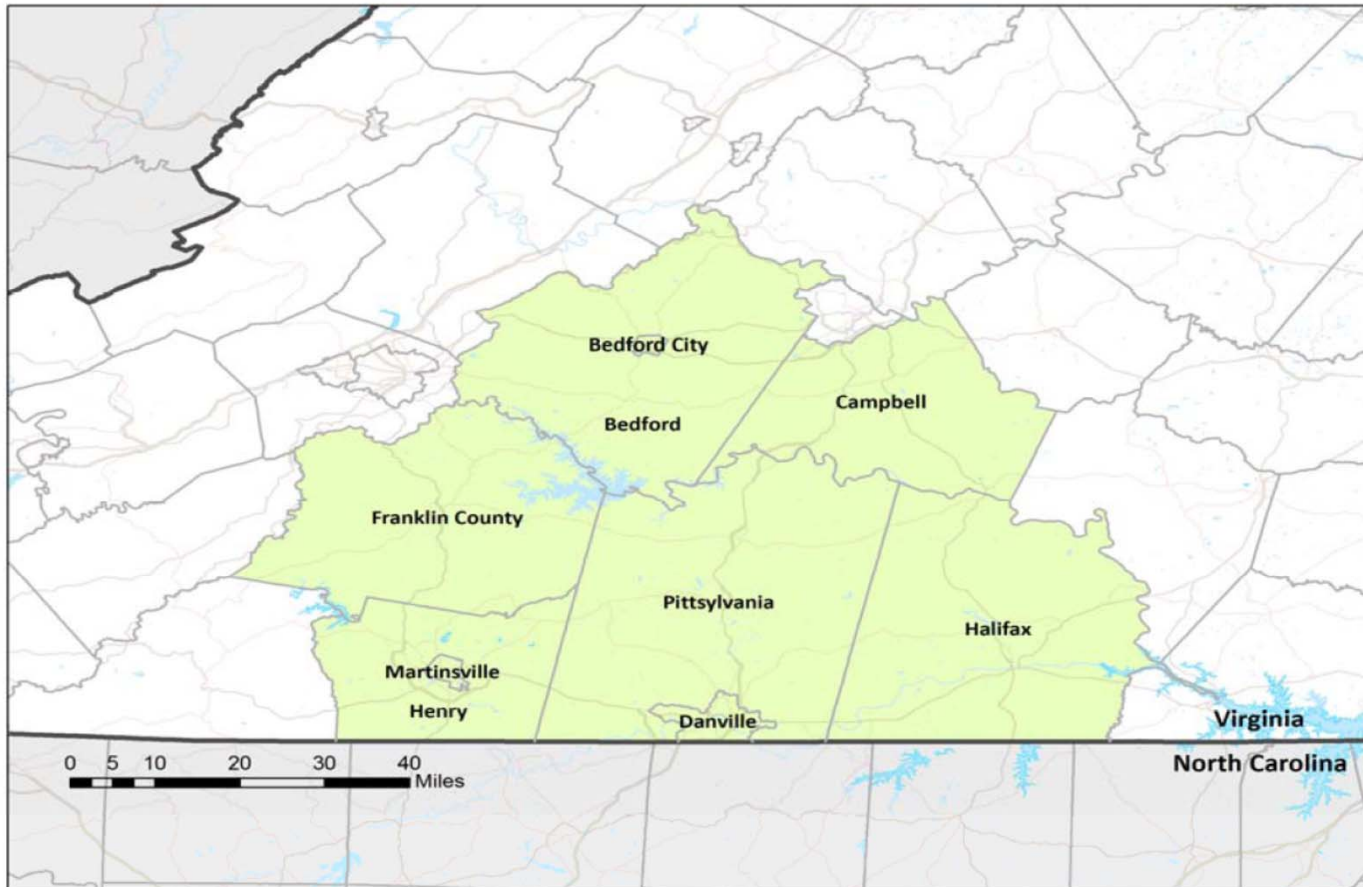 Bedford City
Campbell
Bedford
Franklin County
Pittsylvania
Halifax
Martinsville
Henry
Danville
Virginia
North Carolina
0 5 10 20 30 40
Miles